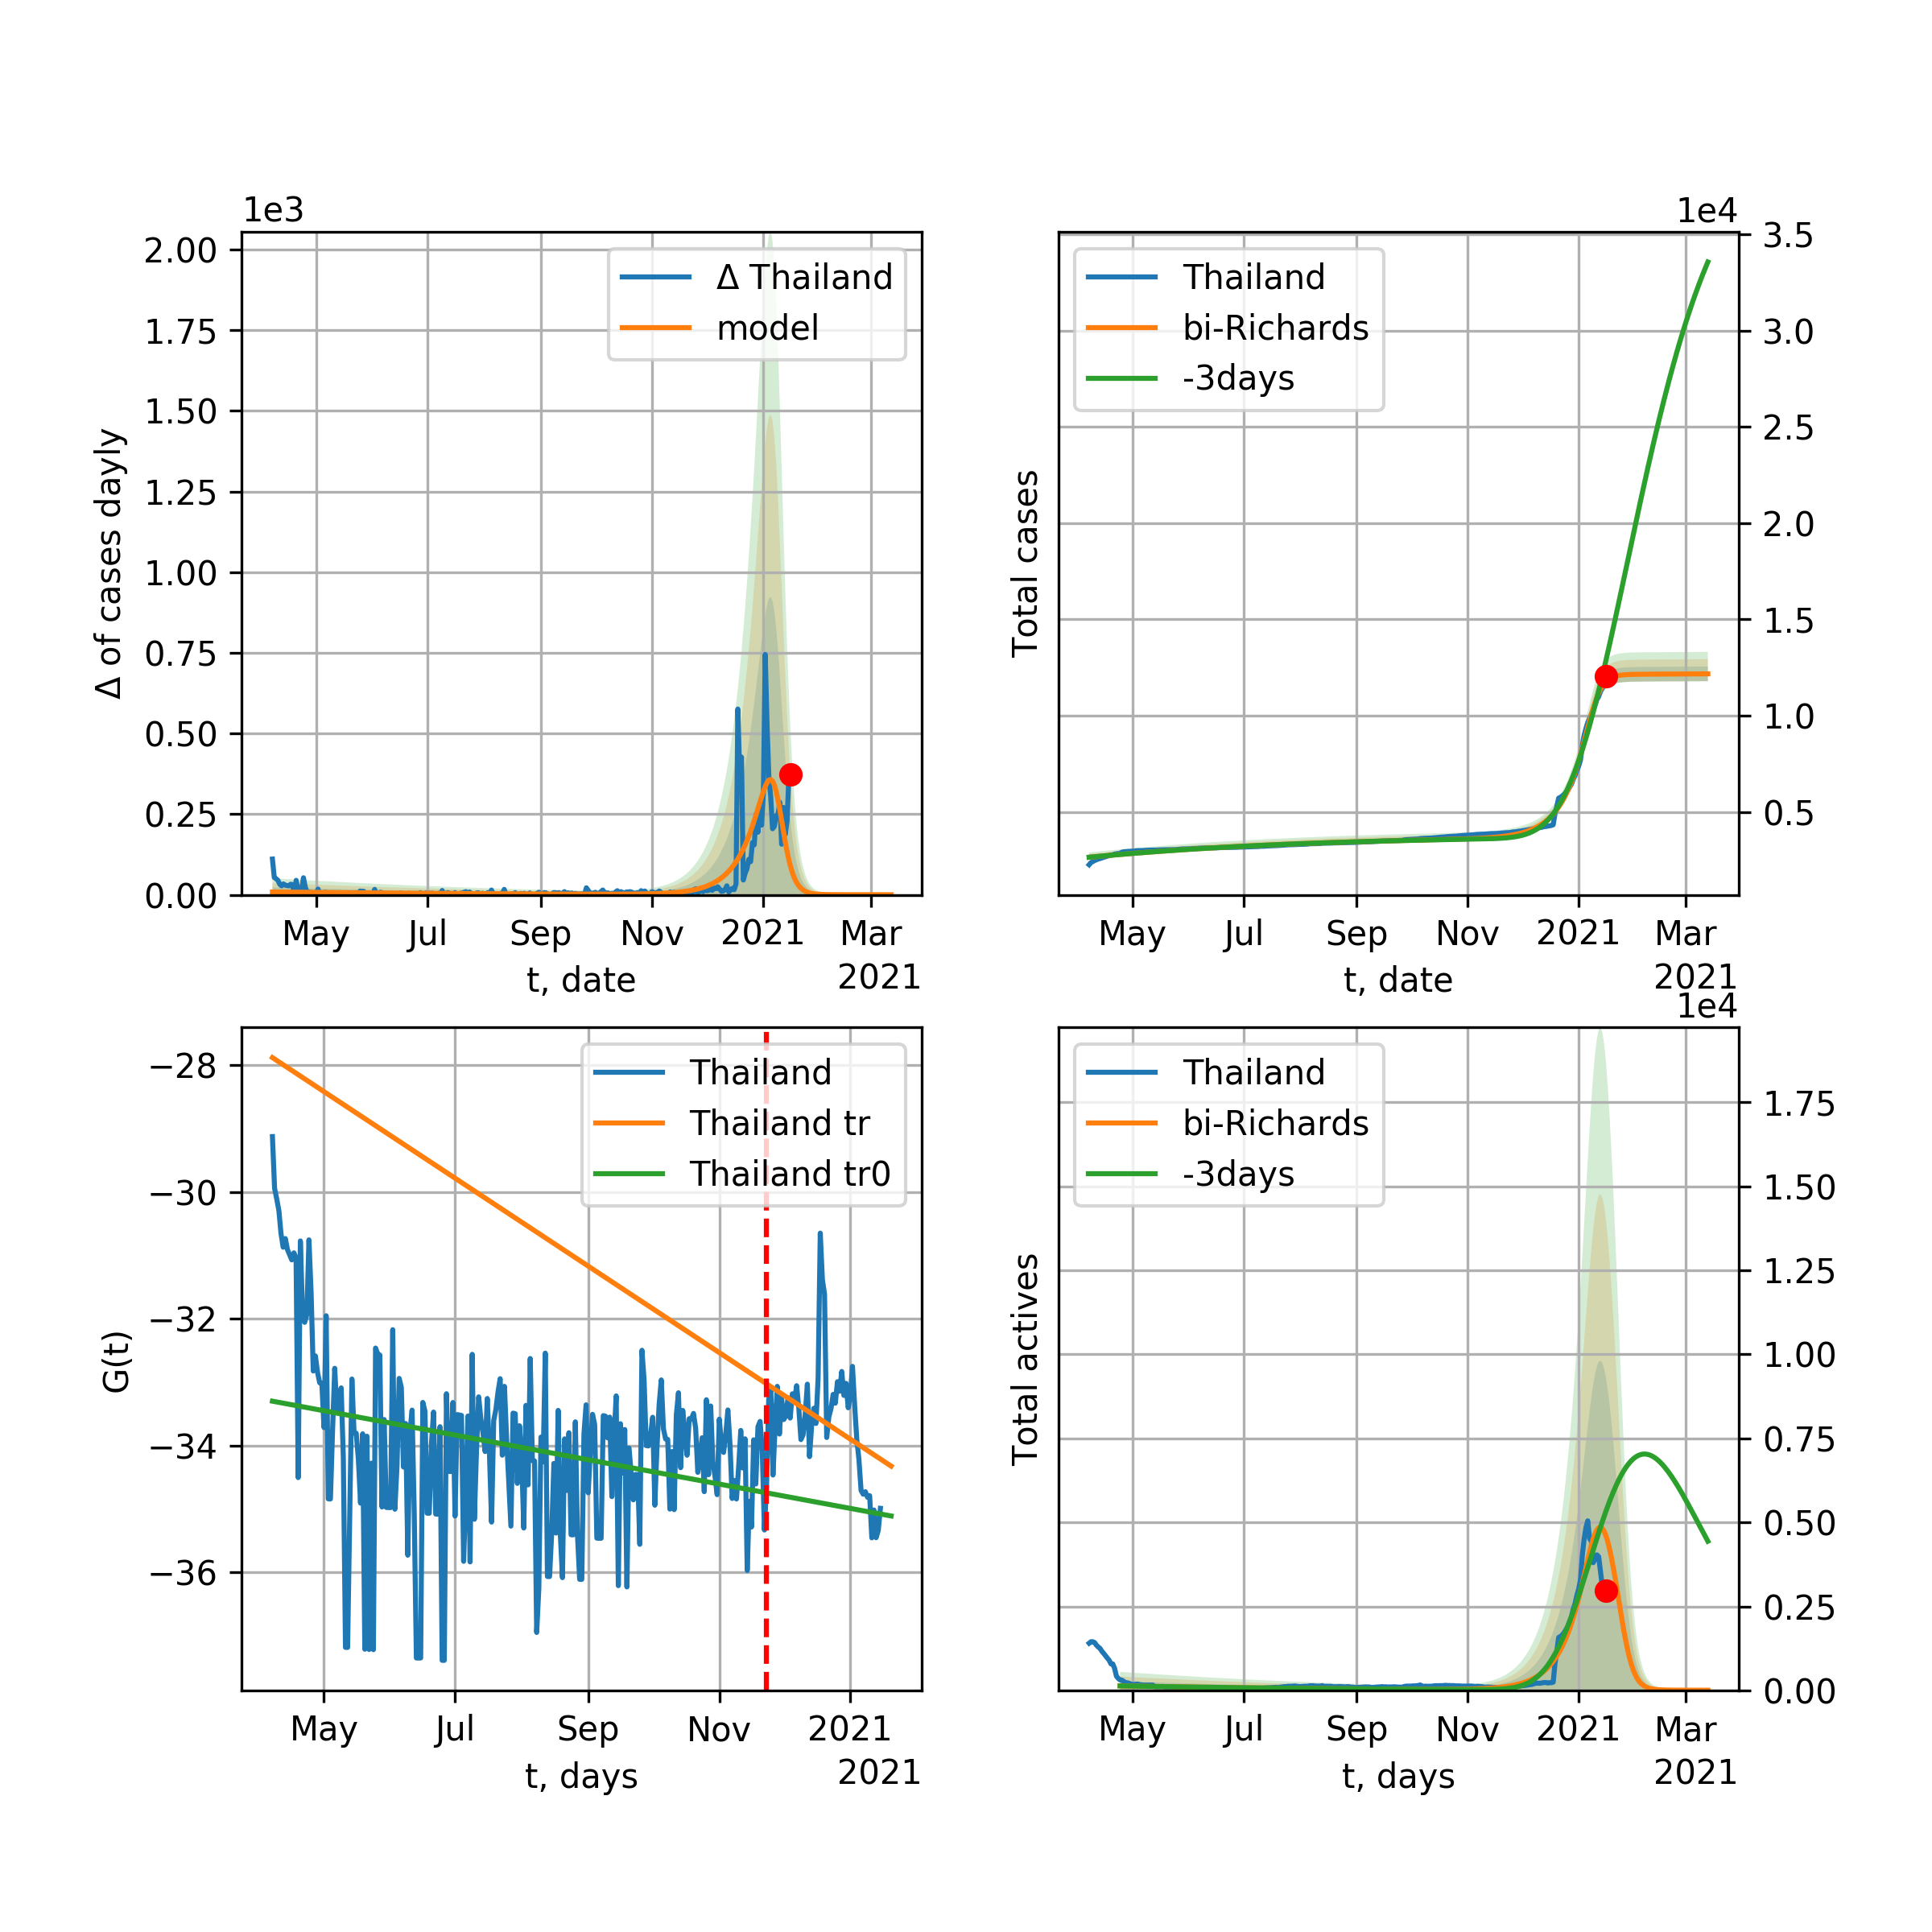 1e3
2.00
1.75
1.50
1.25
1.00
0.75
0.50
0.25
0.00
Δ of cases dayly
Δ Thailand
model
May Jul Sep Nov 2021 Mar
t, date
2021
1e4
3.5
3.0
2.5
2.0
1.5
1.0
0.5
Total cases
Thailand
bi-Richards
-3days
May Jul Sep Nov 2021 Mar
t, date
2021
−28
−30
−32
−34
−36
G(t)
Thailand
Thailand tr
Thailand tr0
May Jul Sep Nov 2021
t, days
2021
1e4
1.75
1.50
1.25
1.00
0.75
0.50
0.25
0.00
Total actives
Thailand
bi-Richards
-3days
May Jul Sep Nov 2021 Mar
t, days
2021